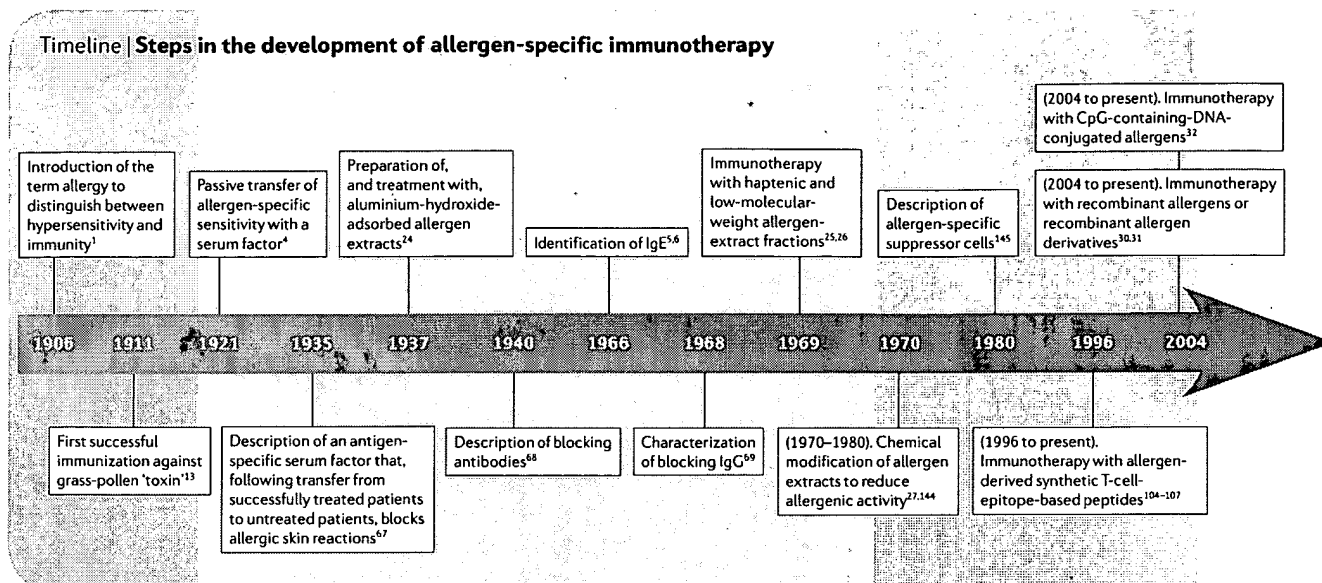 Timeline | Steps in the development of allergen-specific immunotherapy
(2004 to present). Immunotherapy
with CpG-containing-DNA-
conjugated allergens³²
Introduction of the
term allergy to
distinguish between
hypersensitivity and
immunity¹
Passive transfer of
allergen-specific
sensitivity with a
serum factor⁴
Preparation of,
and treatment with,
aluminium-hydroxide-
adsorbed allergen
extracts²⁴
Identification of IgE⁵,⁶
Immunotherapy
with haptenic and
low-molecular-
weight allergen-
extract fractions²⁵,²⁶
Description of
allergen-specific
suppressor cells¹⁴⁵
(2004 to present). Immunotherapy
with recombinant allergens or
recombinant allergen
derivatives³⁰,³¹
1906 1911 1921 1935 1937 1940 1966 1968 1969 1970 1980 1996 2004
First successful
immunization against
grass-pollen 'toxin'¹³
Description of an antigen-
specific serum factor that,
following transfer from
successfully treated patients
to untreated patients, blocks
allergic skin reactions⁶⁷
Description of blocking
antibodies⁶⁸
Characterization
of blocking IgG⁶⁹
(1970–1980). Chemical
modification of allergen
extracts to reduce
allergenic activity²⁷,¹⁴⁴
(1996 to present).
Immunotherapy with allergen-
derived synthetic T-cell-
epitope-based peptides¹⁰⁴⁻¹⁰⁷